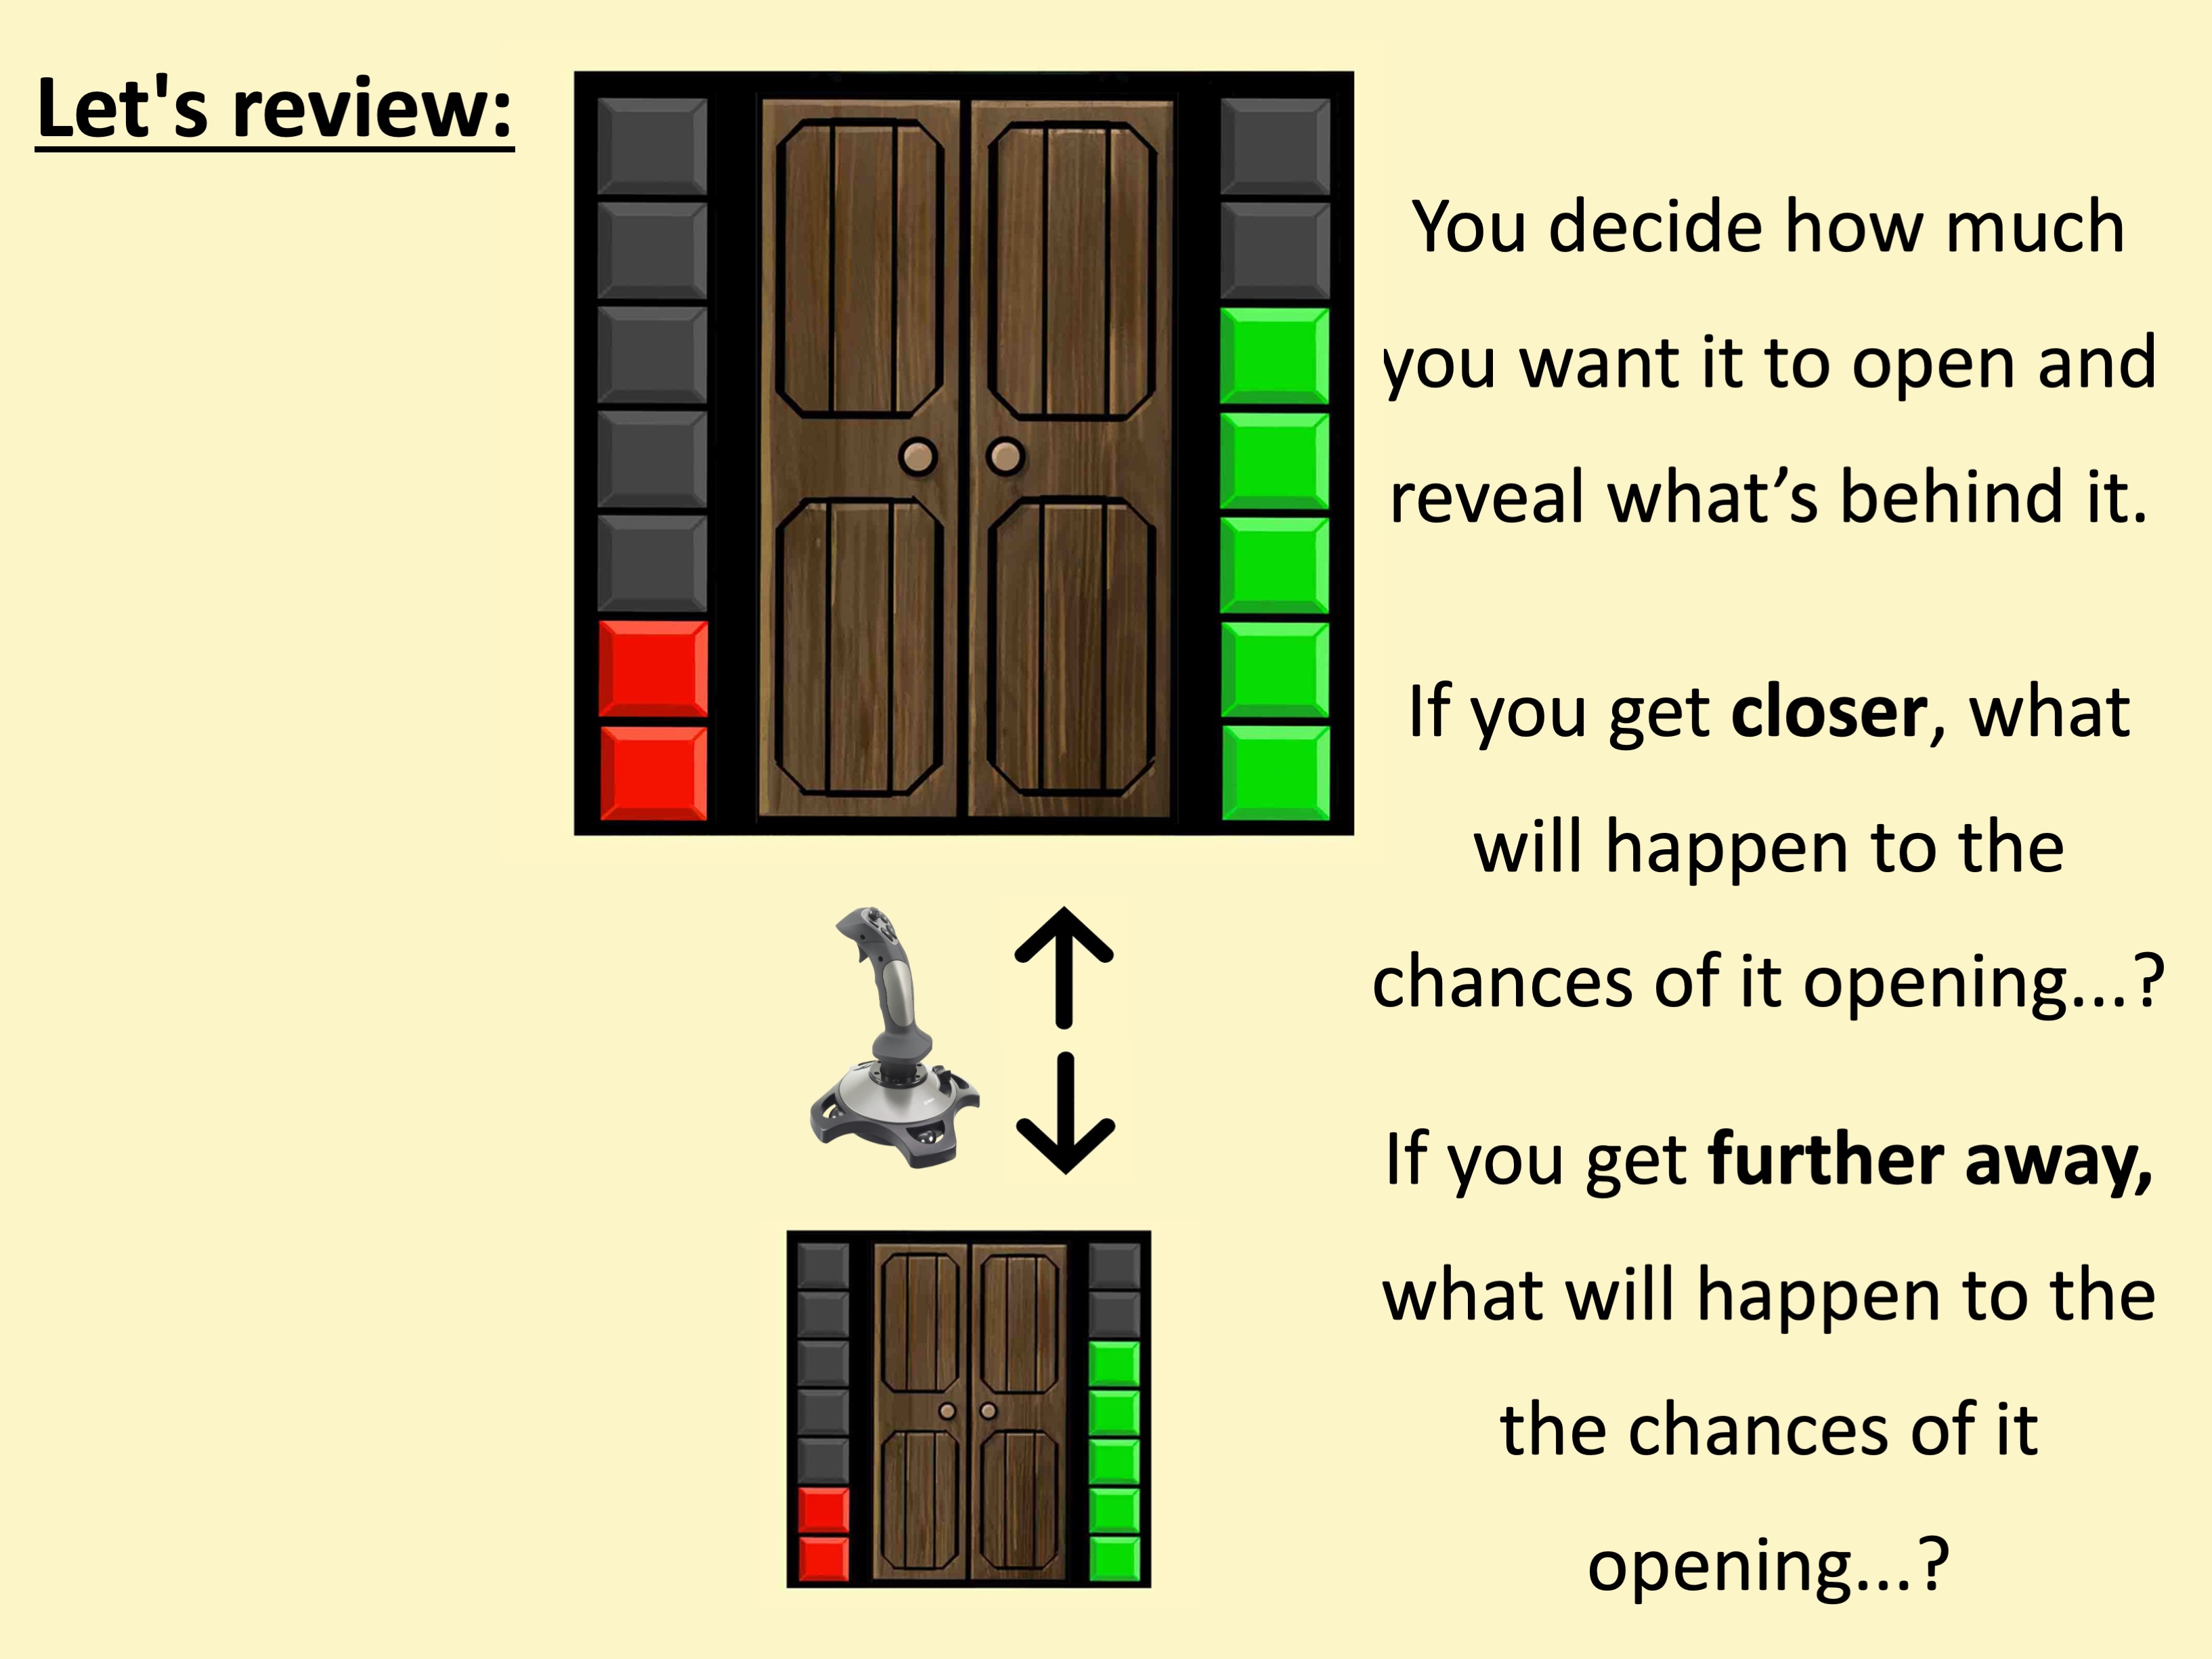 Let's review:
You decide how much
you want it to open and
reveal what’s behind it.
If you get closer, what
will happen to the
chances of it opening...?
If you get further away,
what will happen to the
the chances of it
opening...?